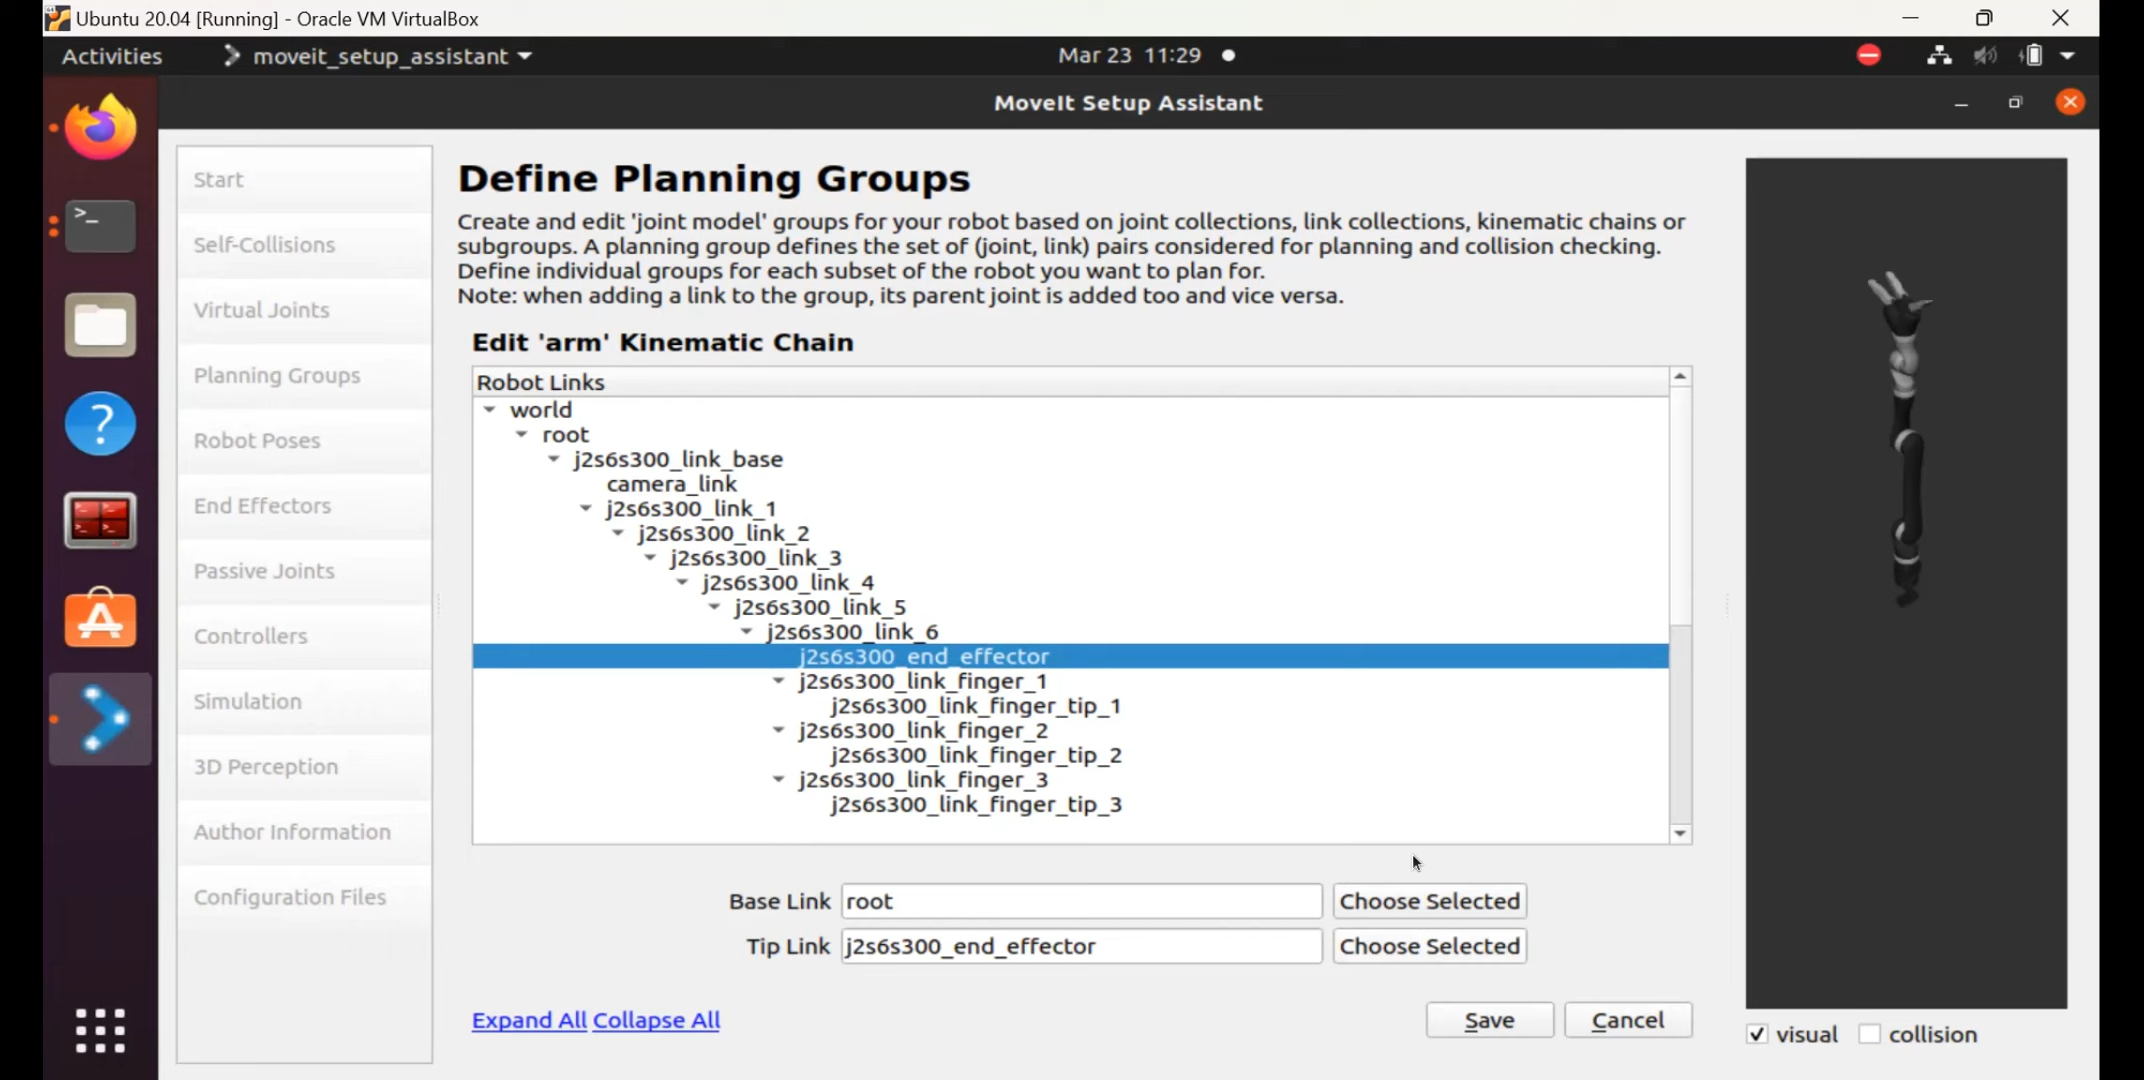 Ubuntu 20.04 [Running] - Oracle VM VirtualBox
Activities
moveit_setup_assistant
Mar 23 11:29
MoveIt Setup Assistant
Start
Self-Collisions
Virtual Joints
Planning Groups
Robot Poses
End Effectors
Passive Joints
Controllers
Simulation
3D Perception
Author Information
Configuration Files
Define Planning Groups
Create and edit 'joint model' groups for your robot based on joint collections, link collections, kinematic chains or
subgroups. A planning group defines the set of (joint, link) pairs considered for planning and collision checking.
Define individual groups for each subset of the robot you want to plan for.
Note: when adding a link to the group, its parent joint is added too and vice versa.
Edit 'arm' Kinematic Chain
Robot Links
world
root
j2s6s300_link_base
camera_link
j2s6s300_link_1
j2s6s300_link_2
j2s6s300_link_3
j2s6s300_link_4
j2s6s300_link_5
j2s6s300_link_6
j2s6s300_end_effector
j2s6s300_link_finger_1
j2s6s300_link_finger_tip_1
j2s6s300_link_finger_2
j2s6s300_link_finger_tip_2
j2s6s300_link_finger_3
j2s6s300_link_finger_tip_3
Base Link root Choose Selected
Tip Link j2s6s300_end_effector Choose Selected
Expand All Collapse All
Save
Cancel
visual
collision